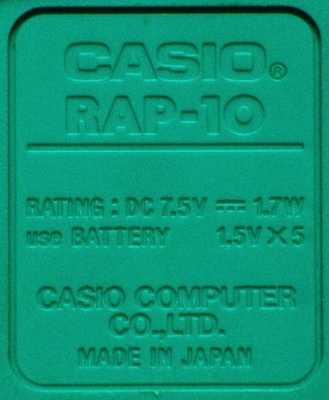 CASIO®
RAP-10
RATING : DC 7.5V ⎓ 1.7W
USE BATTERY 1.5V X 5
CASIO COMPUTER
CO.,LTD.
MADE IN JAPAN